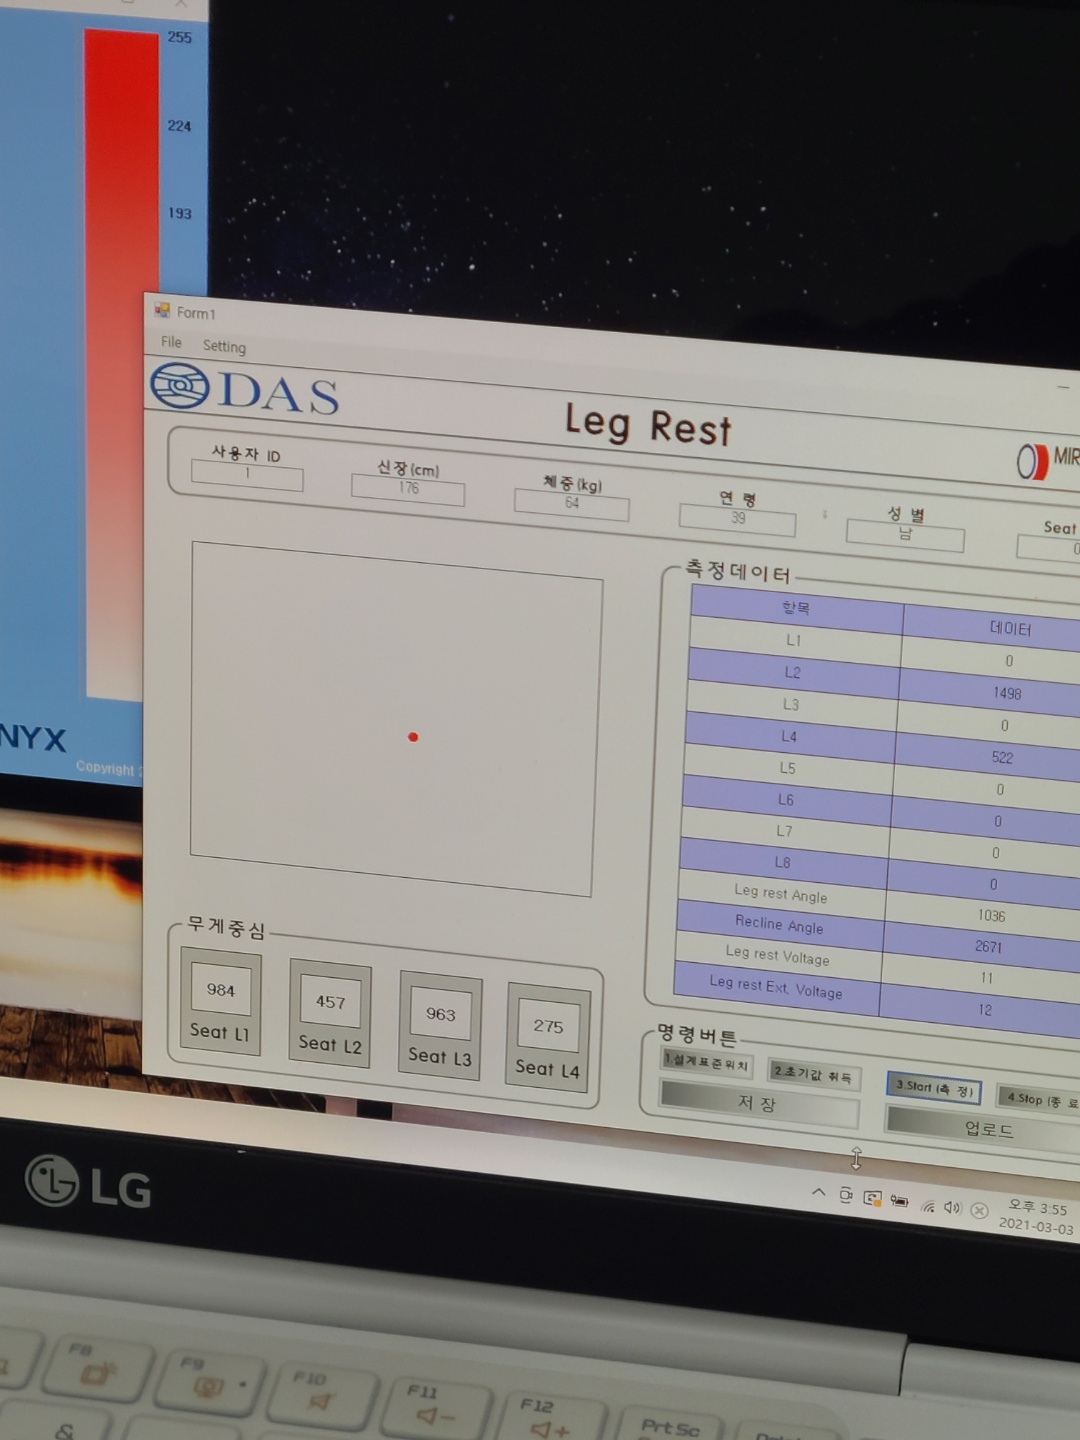 255
224
193
Form1
File Setting
DAS
Leg Rest
MIR
사용자 ID
1
신장(cm)
176
체중(kg)
64
연 령
39
성 별
남
Seat
0
측정데이터
항목 데이터
L1 0
L2 1498
L3 0
L4 522
L5 0
L6 0
L7 0
L8 0
Leg rest Angle 1036
Recline Angle 2671
Leg rest Voltage 11
Leg rest Ext. Voltage 12
NYX
Copyright
무게중심
984
Seat L1
457
Seat L2
963
Seat L3
275
Seat L4
명령버튼
1.설계표준위치
2.초기값 취득
3.Start (측 정)
4.Stop (종 료
저 장
업로드
오후 3:55
2021-03-03
LG
F8
F9
F10
F11
F12
PrtSc
&